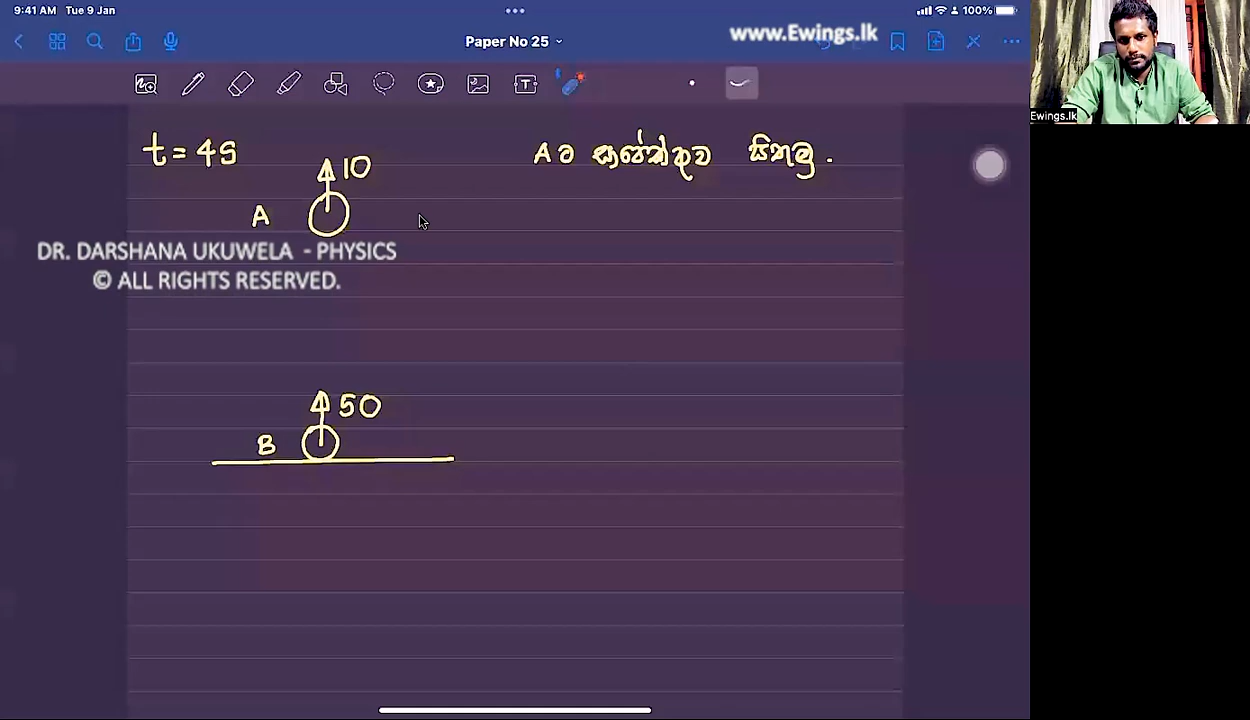 9:41 AM Tue 9 Jan
100%
Paper No 25
www.Ewings.lk
Ewings.lk
t = 4s
10
A ට සාපේක්ෂව සිතමු.
A
DR. DARSHANA UKUWELA - PHYSICS
© ALL RIGHTS RESERVED.
50
B